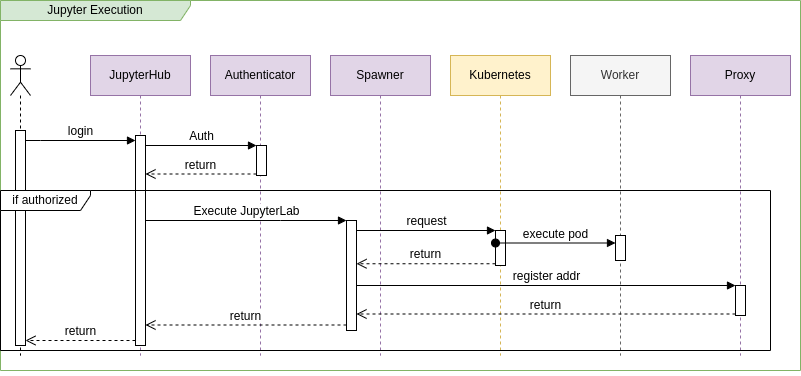 Jupyter Execution
JupyterHub
Authenticator
Spawner
Kubernetes
Worker
Proxy
login
Auth
return
if authorized
Execute JupyterLab
request
execute pod
return
register addr
return
return
return